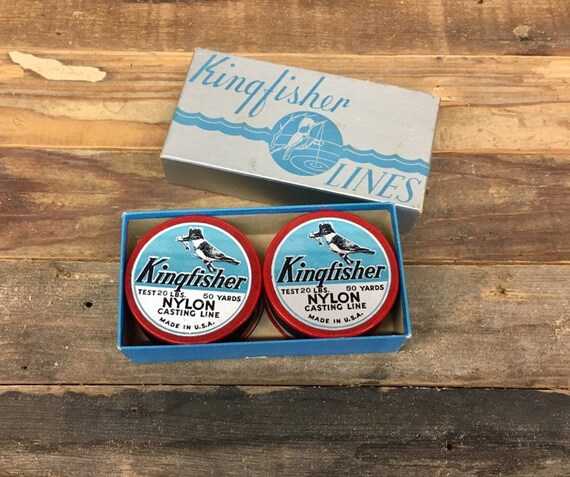 Kingfisher
LINES
Kingfisher
TEST 20 LBS. 50 YARDS
NYLON
CASTING LINE
MADE IN U.S.A.
Kingfisher
TEST 20 LBS. 50 YARDS
NYLON
CASTING LINE
MADE IN U.S.A.